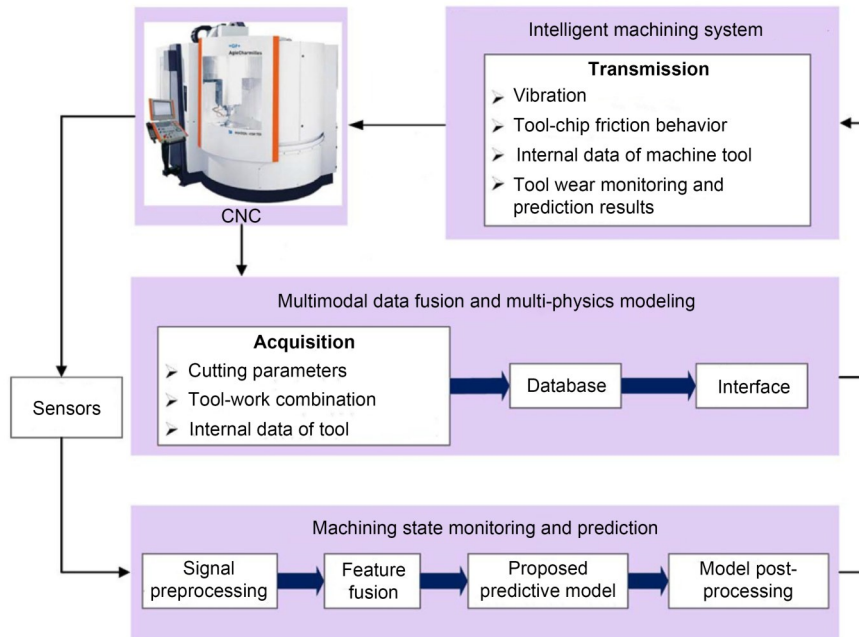 AgieCharmilles
CNC
Intelligent machining system
Transmission
Vibration
Tool-chip friction behavior
Internal data of machine tool
Tool wear monitoring and
prediction results
Multimodal data fusion and multi-physics modeling
Acquisition
Cutting parameters
Tool-work combination
Internal data of tool
Database
Interface
Sensors
Machining state monitoring and prediction
Signal
preprocessing
Feature
fusion
Proposed
predictive model
Model post-
processing